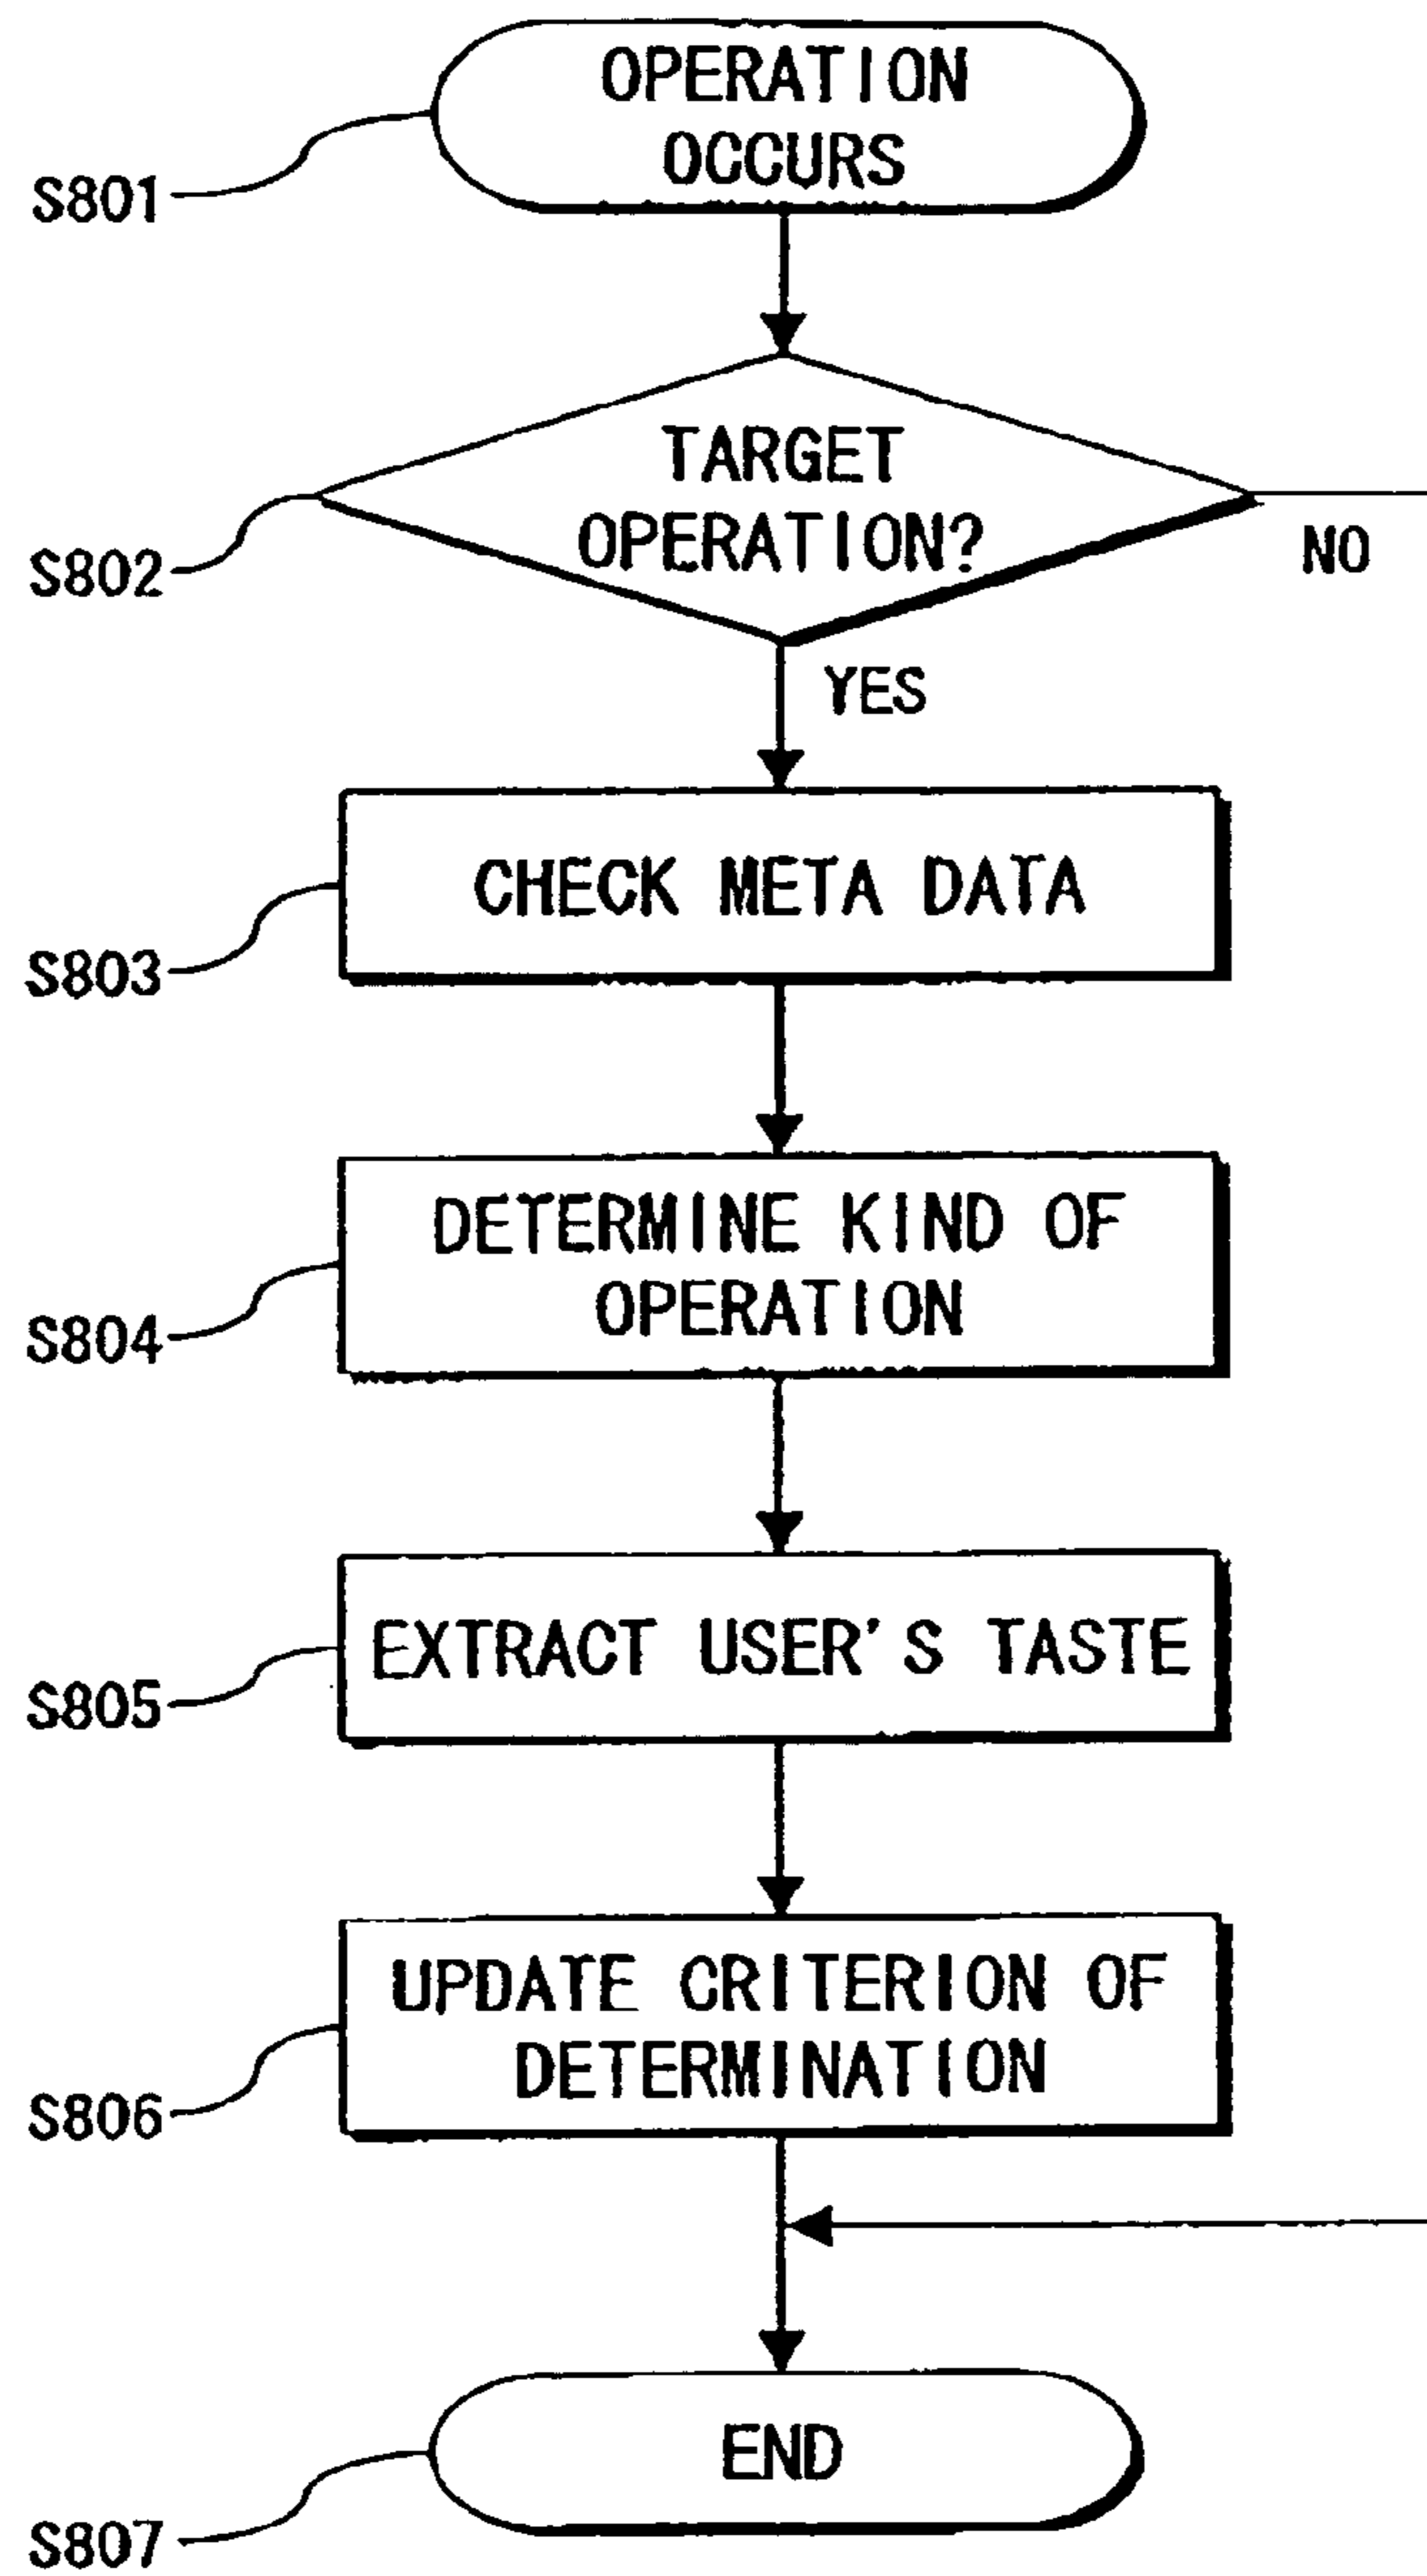 OPERATION
OCCURS
S801
TARGET
OPERATION?
S802
NO
YES
CHECK META DATA
S803
DETERMINE KIND OF
OPERATION
S804
EXTRACT USER'S TASTE
S805
UPDATE CRITERION OF
DETERMINATION
S806
END
S807